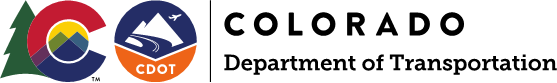 TM
CDOT
COLORADO
Department of Transportation